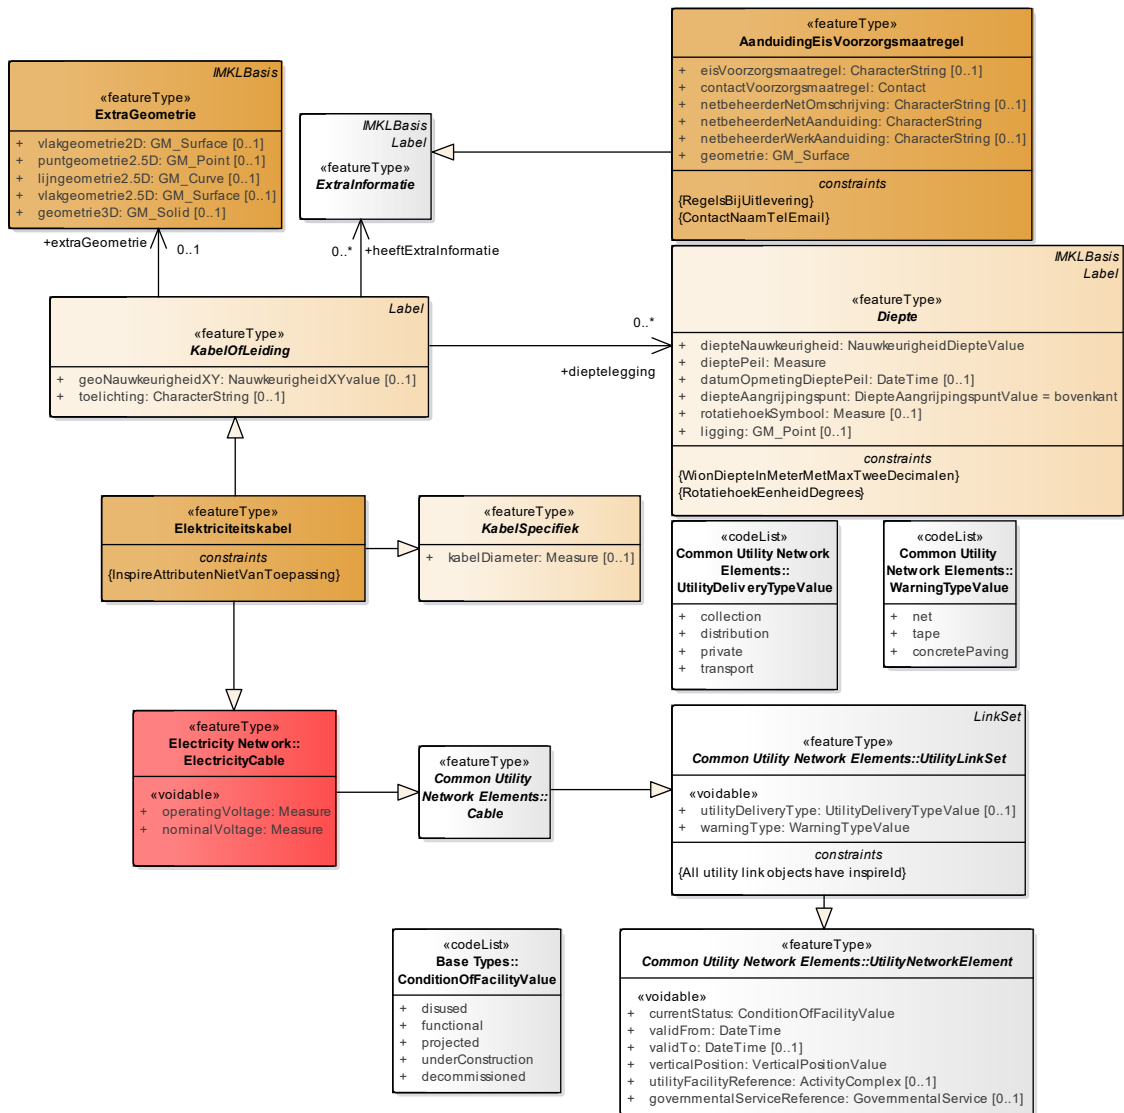 IMKLBasis
«featureType»
ExtraGeometrie
+ vlakgeometrie2D: GM_Surface [0..1]
+ puntgeometrie2.5D: GM_Point [0..1]
+ lijngeometrie2.5D: GM_Curve [0..1]
+ vlakgeometrie2.5D: GM_Surface [0..1]
+ geometrie3D: GM_Solid [0..1]
IMKLBasis
Label
«featureType»
ExtraInformatie
«featureType»
AanduidingEisVoorzorgsmaatregel
+ eisVoorzorgsmaatregel: CharacterString [0..1]
+ contactVoorzorgsmaatregel: Contact
+ netbeheerderNetOmschrijving: CharacterString [0..1]
+ netbeheerderNetAanduiding: CharacterString
+ netbeheerderWerkAanduiding: CharacterString [0..1]
+ geometrie: GM_Surface
constraints
{RegelsBijUitlevering}
{ContactNaamTelEmail}
+extraGeometrie
0..1
0..*
+heeftExtraInformatie
Label
«featureType»
KabelOfLeiding
+ geoNauwkeurigheidXY: NauwkeurigheidXYvalue [0..1]
+ toelichting: CharacterString [0..1]
0..*
+dieptelegging
IMKLBasis
Label
«featureType»
Diepte
+ diepteNauwkeurigheid: NauwkeurigheidDiepteValue
+ dieptePeil: Measure
+ datumOpmetingDieptePeil: DateTime [0..1]
+ diepteAangrijpingspunt: DiepteAangrijpingspuntValue = bovenkant
+ rotatiehoekSymbool: Measure [0..1]
+ ligging: GM_Point [0..1]
constraints
{WionDiepteInMeterMetMaxTweeDecimalen}
{RotatiehoekEenheidDegrees}
«featureType»
Elektriciteitskabel
constraints
{InspireAttributenNietVanToepassing}
«featureType»
KabelSpecifiek
+ kabelDiameter: Measure [0..1]
«codeList»
Common Utility Network
Elements::
UtilityDeliveryTypeValue
+ collection
+ distribution
+ private
+ transport
«codeList»
Common Utility
Network Elements::
WarningTypeValue
+ net
+ tape
+ concretePaving
«featureType»
Electricity Network::
ElectricityCable
«voidable»
+ operatingVoltage: Measure
+ nominalVoltage: Measure
«featureType»
Common Utility
Network Elements::
Cable
LinkSet
«featureType»
Common Utility Network Elements::UtilityLinkSet
«voidable»
+ utilityDeliveryType: UtilityDeliveryTypeValue [0..1]
+ warningType: WarningTypeValue
constraints
{All utility link objects have inspireId}
«codeList»
Base Types::
ConditionOfFacilityValue
+ disused
+ functional
+ projected
+ underConstruction
+ decommissioned
«featureType»
Common Utility Network Elements::UtilityNetworkElement
«voidable»
+ currentStatus: ConditionOfFacilityValue
+ validFrom: DateTime
+ validTo: DateTime [0..1]
+ verticalPosition: VerticalPositionValue
+ utilityFacilityReference: ActivityComplex [0..1]
+ governmentalServiceReference: GovernmentalService [0..1]